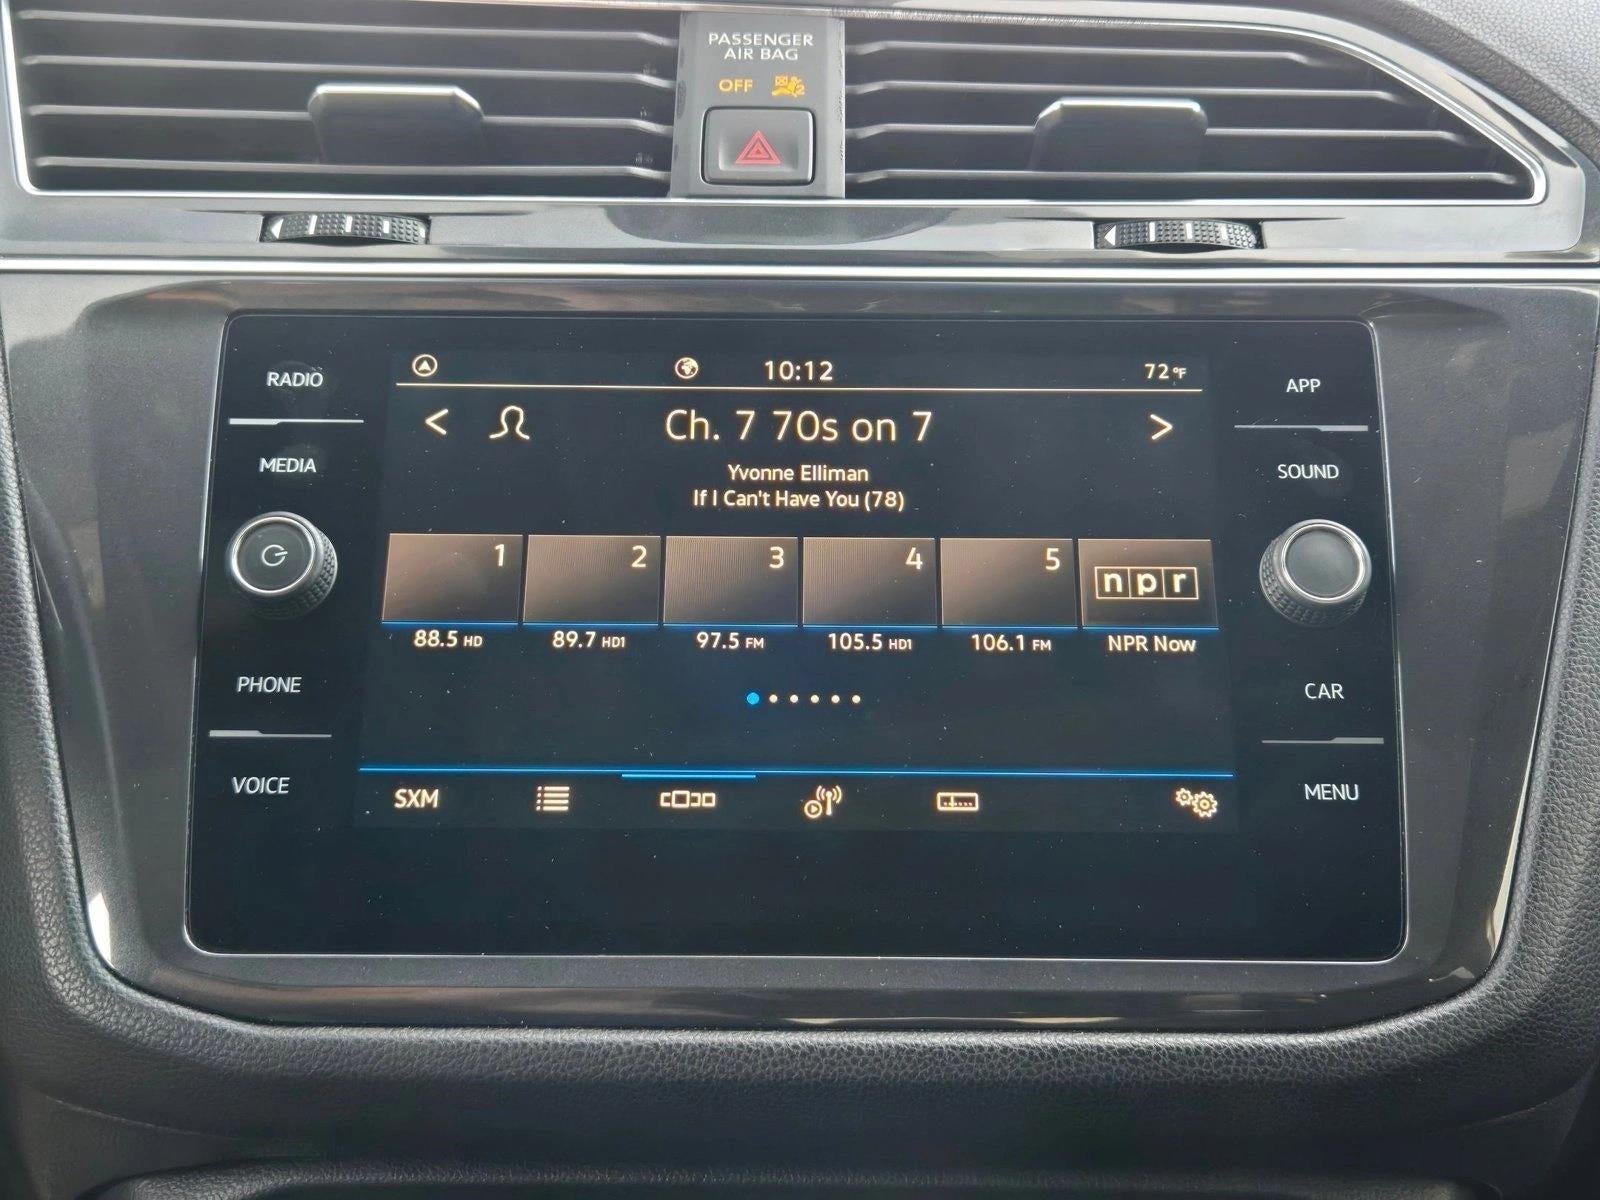 PASSENGER
AIR BAG
OFF 2
10:12 72°F
RADIO
APP
Ch. 7 70s on 7
MEDIA
SOUND
Yvonne Elliman
If I Can't Have You (78)
1 2 3 4 5 npr
88.5 HD 89.7 HD1 97.5 FM 105.5 HD1 106.1 FM NPR Now
PHONE
CAR
VOICE
MENU
SXM